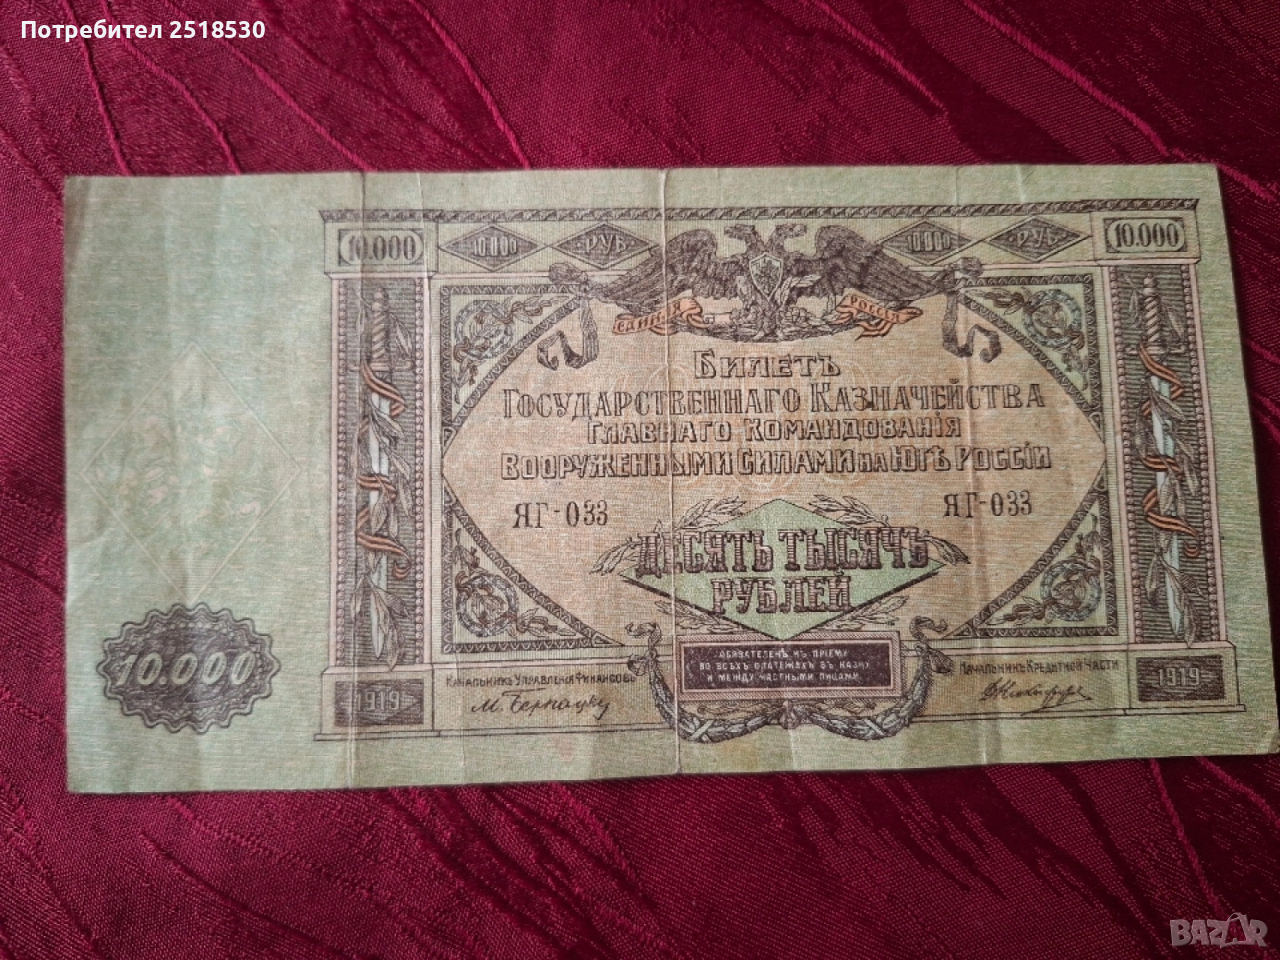 Потребител 2518530
10.000 10.000 РУБ. 10.000 РУБ. 10.000
ЕДИНАЯ РОССІЯ
БИЛЕТЪ
ГОСУДАРСТВЕННАГО КАЗНАЧЕЙСТВА
ГЛАВНАГО КОМАНДОВАНІЯ
ВООРУЖЕННЫМИ СИЛАМИ НА ЮГѢ РОССІИ
ЯГ-033 ЯГ-033
ДЕСЯТЬ ТЫСЯЧЪ
РУБЛЕЙ
ОБЯЗАТЕЛЕНЪ КЪ ПРІЕМУ
ВО ВСѢХЪ ПЛАТЕЖАХЪ ВЪ КАЗНУ
И МЕЖДУ ЧАСТНЫМИ ЛИЦАМИ
10.000
НАЧАЛЬНИКЪ УПРАВЛЕНІЯ ФИНАНСОВЪ
НАЧАЛЬНИКЪ КРЕДИТНОЙ ЧАСТИ
1919 1919
М. Бернацку
BAZAR